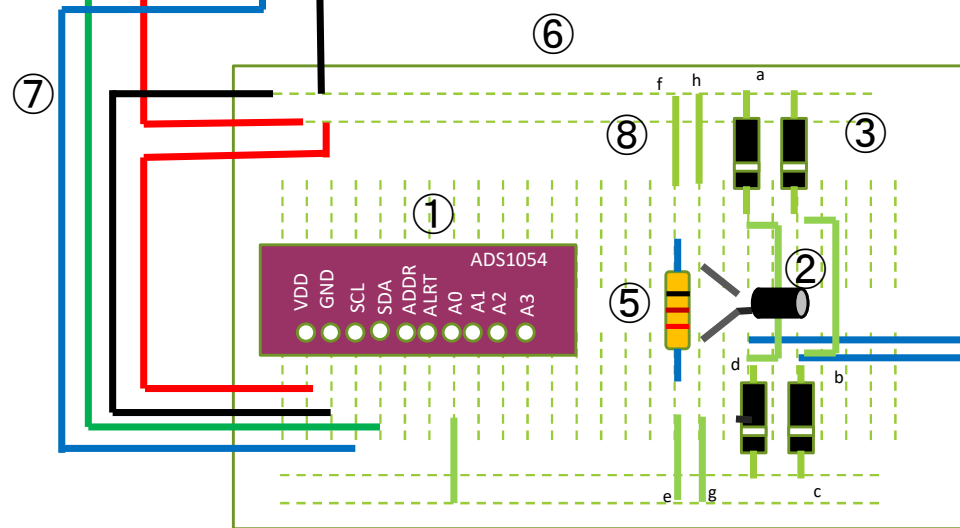 ⑥
a
f
h
⑦
⑧
③
①
ADS1054
VDD
GND
SCL
SDA
ADDR
ALRT
A0
A1
A2
A3
②
⑤
d
b
e
g
c